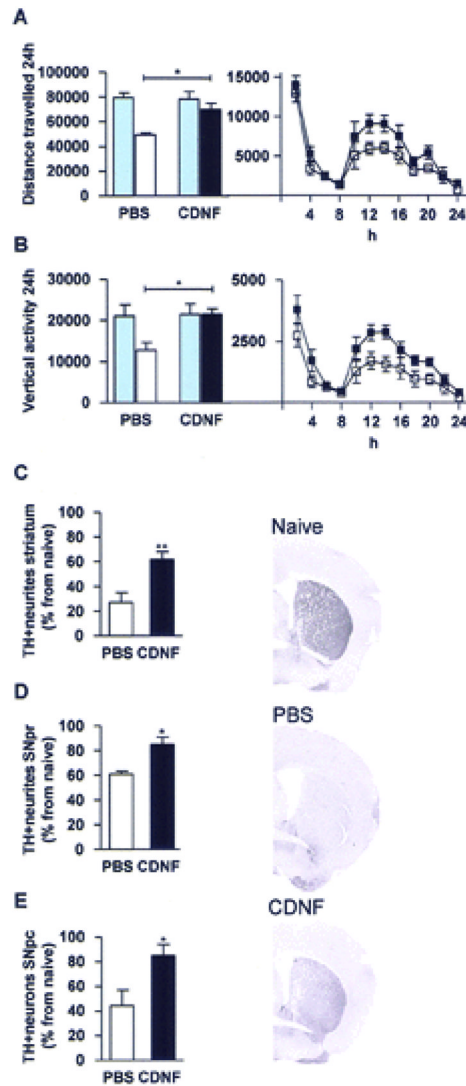 A
Distance travelled 24h
100000
80000
60000
40000
20000
0
PBS CDNF
*
15000
10000
5000
4 8 12 16 20 24
h
B
Vertical activity 24h
30000
20000
10000
0
PBS CDNF
*
5000
2500
4 8 12 16 20 24
h
C
TH+neurites striatum
(% from naive)
100
80
60
40
20
0
**
PBS CDNF
Naive
D
TH+neurites SNpr
(% from naive)
100
80
60
40
20
0
*
PBS CDNF
PBS
E
TH+neurons SNpc
(% from naive)
100
80
60
40
20
0
*
PBS CDNF
CDNF